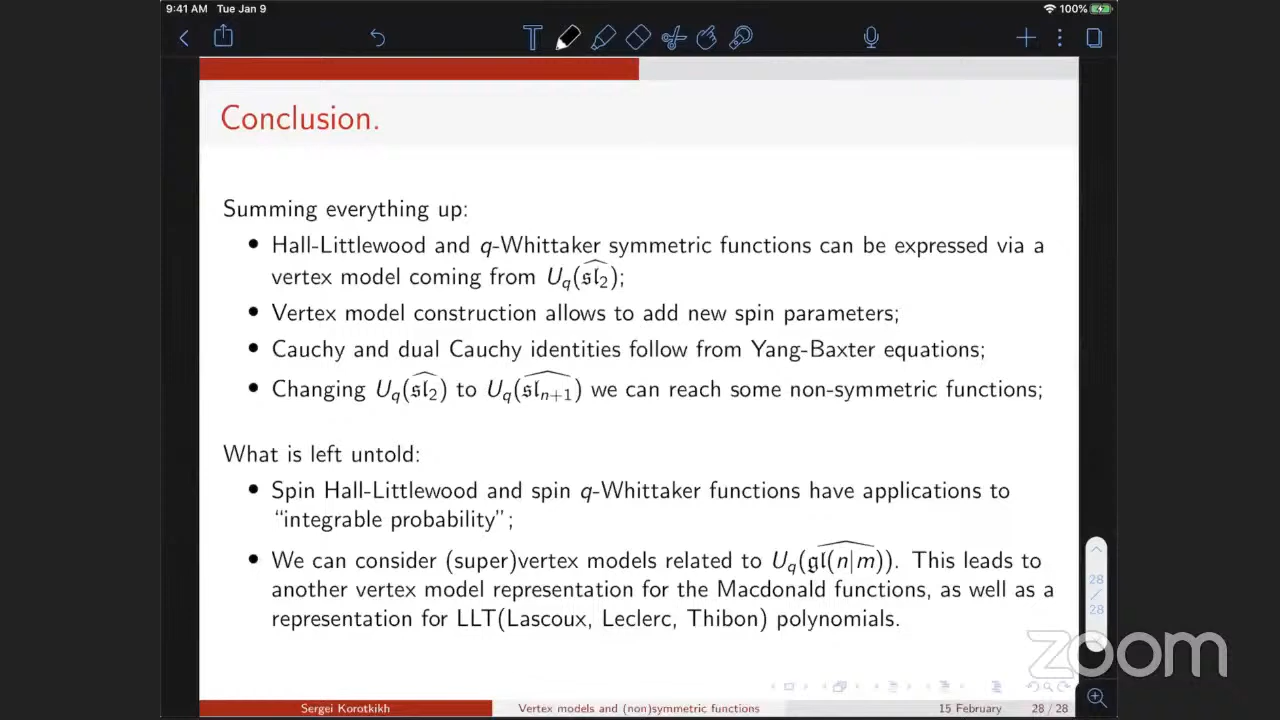 9:41 AM Tue Jan 9
100%
Conclusion.
Summing everything up:
• Hall-Littlewood and q-Whittaker symmetric functions can be expressed via a
vertex model coming from $U_q(\widehat{\mathfrak{sl}_2})$;
• Vertex model construction allows to add new spin parameters;
• Cauchy and dual Cauchy identities follow from Yang-Baxter equations;
• Changing $U_q(\widehat{\mathfrak{sl}_2})$ to $U_q(\widehat{\mathfrak{sl}_{n+1}})$ we can reach some non-symmetric functions;
What is left untold:
• Spin Hall-Littlewood and spin q-Whittaker functions have applications to
“integrable probability”;
• We can consider (super)vertex models related to $U_q(\widehat{\mathfrak{gl}(n|m)})$. This leads to
another vertex model representation for the Macdonald functions, as well as a
representation for LLT(Lascoux, Leclerc, Thibon) polynomials.
28
/
28
zoom
Sergei Korotkikh
Vertex models and (non)symmetric functions
15 February
28 / 28